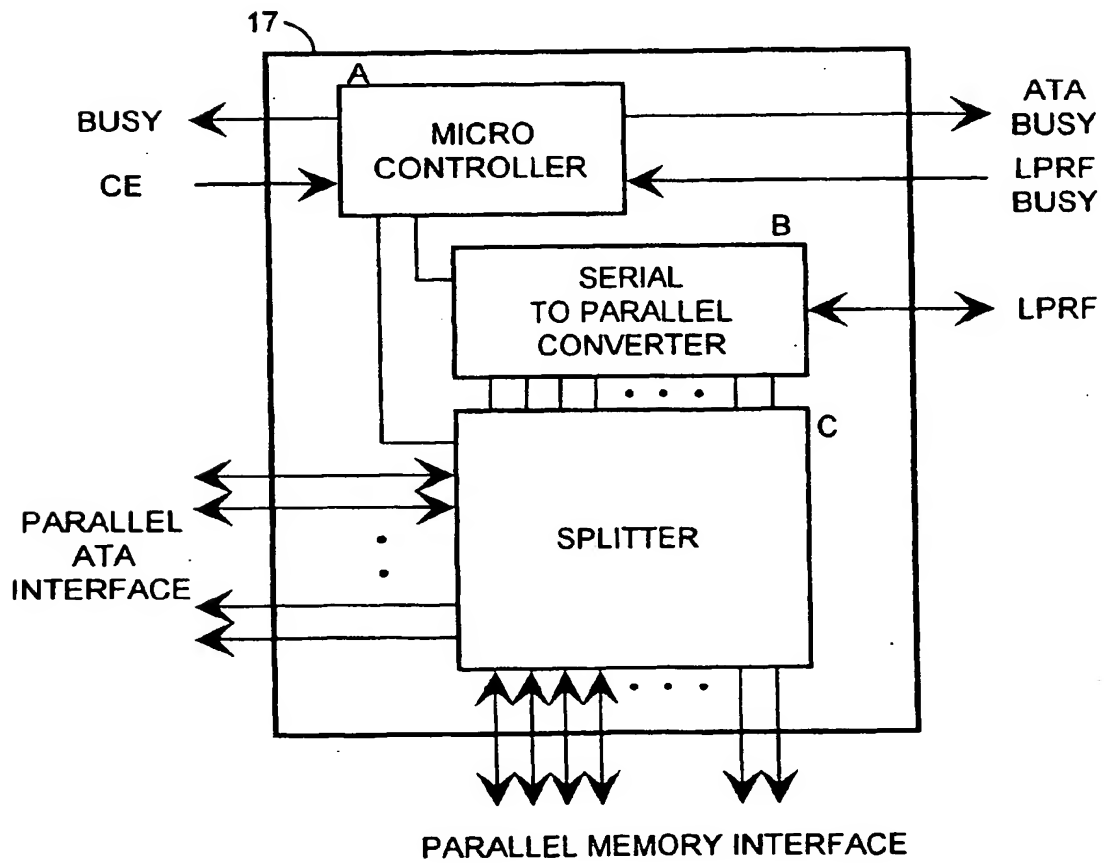 17
A
BUSY
CE
MICRO
CONTROLLER
ATA
BUSY
LPRF
BUSY
B
SERIAL
TO PARALLEL
CONVERTER
LPRF
C
SPLITTER
PARALLEL
ATA
INTERFACE
PARALLEL MEMORY INTERFACE